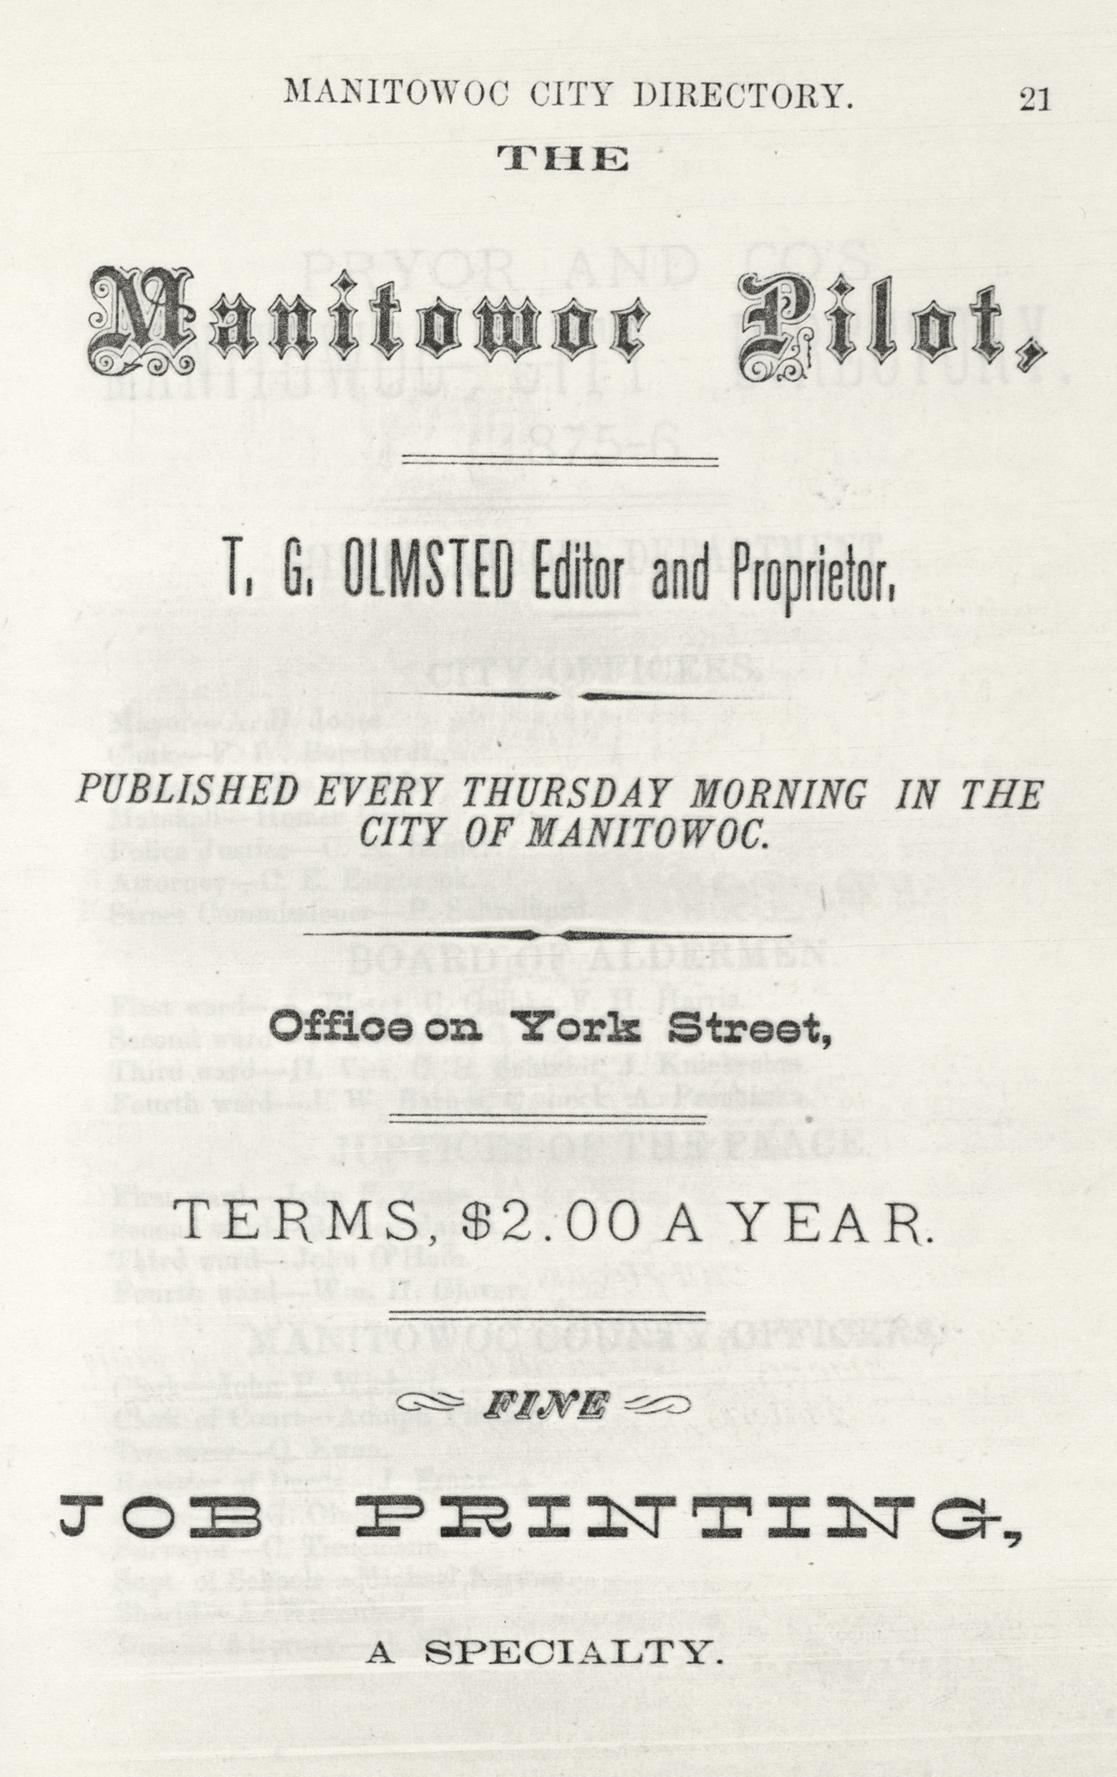 MANITOWOC CITY DIRECTORY. 21
THE
Manitowoc Pilot,
T. G. OLMSTED Editor and Proprietor.
PUBLISHED EVERY THURSDAY MORNING IN THE
CITY OF MANITOWOC.
Office on York Street,
TERMS, $2.00 A YEAR.
FINE
JOB PRINTING,
A SPECIALTY.